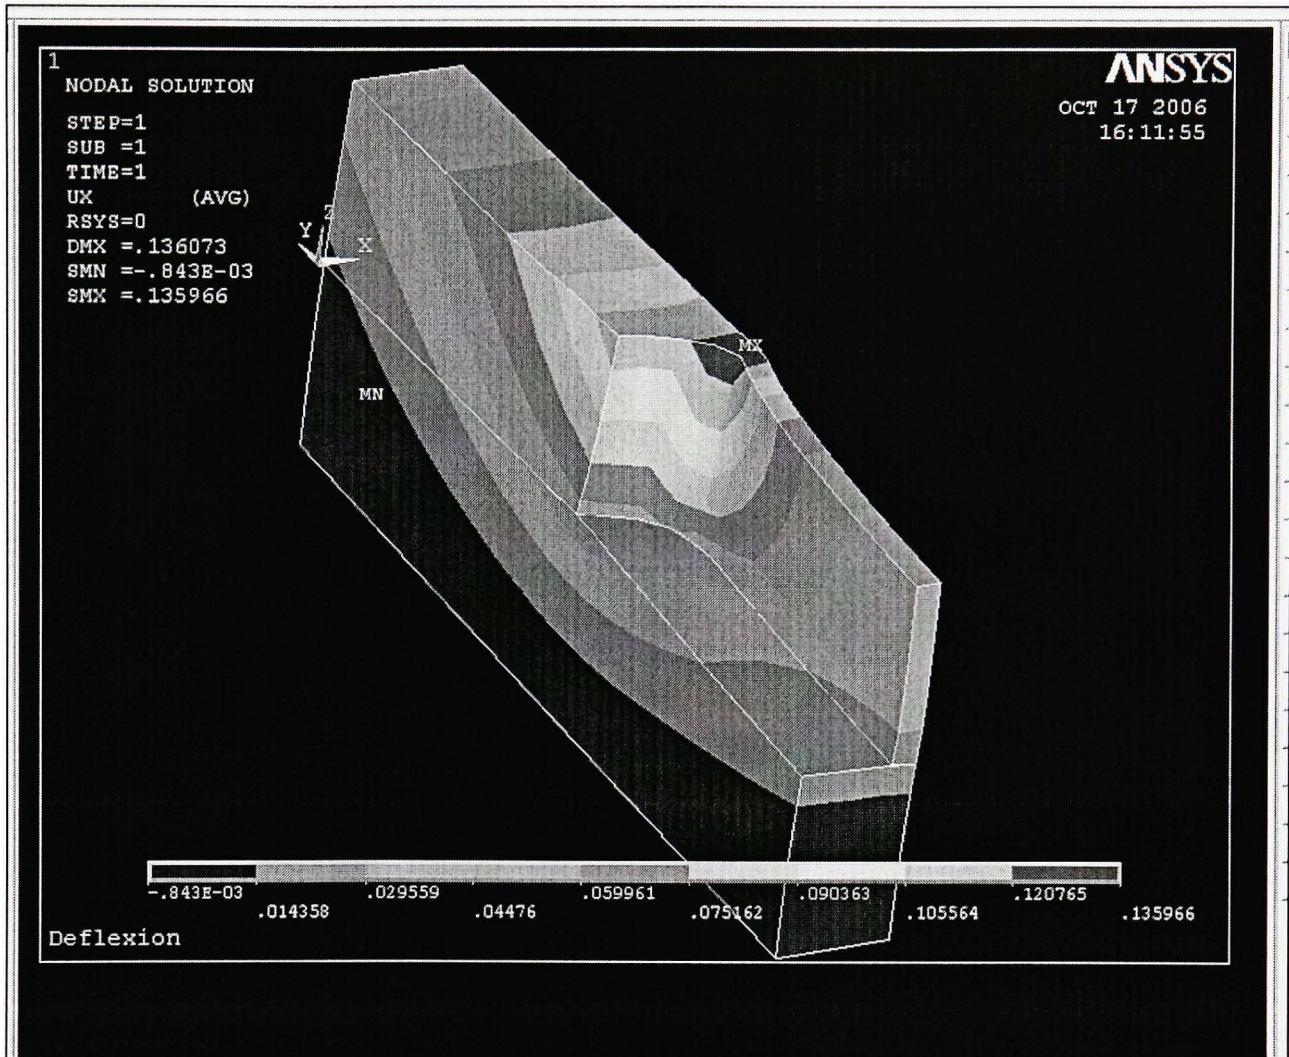 1
NODAL SOLUTION
STEP=1
SUB =1
TIME=1
UX (AVG)
RSYS=0
DMX =.136073
SMN =-.843E-03
SMX =.135966
ANSYS
OCT 17 2006
16:11:55
Z
Y
X
MX
MN
-.843E-03 .029559 .059961 .090363 .120765
.014358 .04476 .075162 .105564 .135966
Deflexion